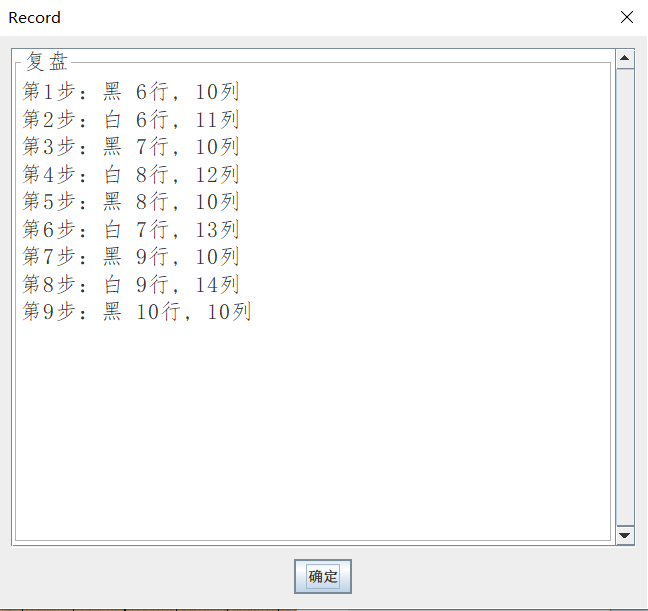 Record
复盘
第1步：黑 6行，10列
第2步：白 6行，11列
第3步：黑 7行，10列
第4步：白 8行，12列
第5步：黑 8行，10列
第6步：白 7行，13列
第7步：黑 9行，10列
第8步：白 9行，14列
第9步：黑 10行，10列
确定